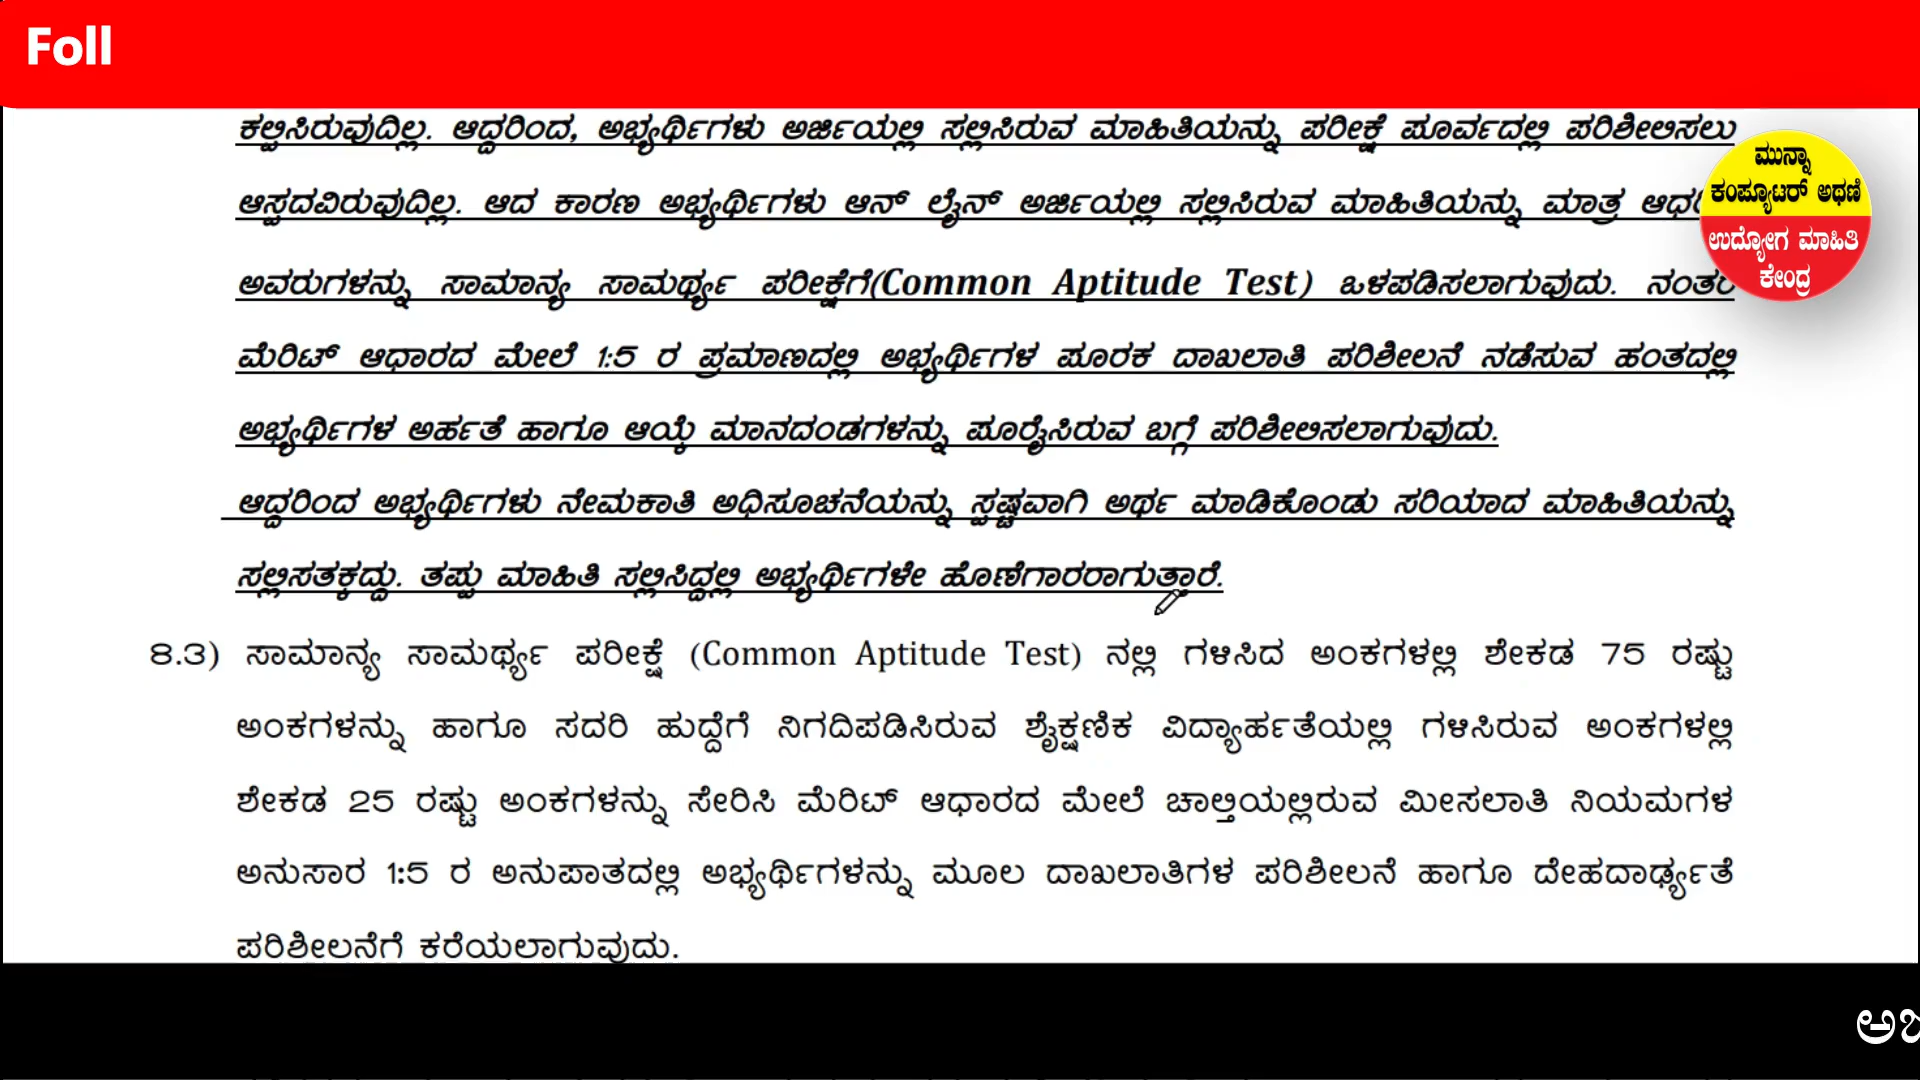 Foll
ಕಲ್ಪಿಸಿರುವುದಿಲ್ಲ. ಆದ್ದರಿಂದ, ಅಭ್ಯರ್ಥಿಗಳು ಅರ್ಜಿಯಲ್ಲಿ ಸಲ್ಲಿಸಿರುವ ಮಾಹಿತಿಯನ್ನು ಪರೀಕ್ಷೆ ಪೂರ್ವದಲ್ಲಿ ಪರಿಶೀಲಿಸಲು
ಆಸ್ಪದವಿರುವುದಿಲ್ಲ. ಆದ ಕಾರಣ ಅಭ್ಯರ್ಥಿಗಳು ಆನ್ ಲೈನ್ ಅರ್ಜಿಯಲ್ಲಿ ಸಲ್ಲಿಸಿರುವ ಮಾಹಿತಿಯನ್ನು ಮಾತ್ರ
ಅವರುಗಳನ್ನು ಸಾಮಾನ್ಯ ಸಾಮರ್ಥ್ಯ ಪರೀಕ್ಷೆಗೆ(Common Aptitude Test) ಒಳಪಡಿಸಲಾಗುವುದು. ನಂತರ
ಮೆರಿಟ್ ಆಧಾರದ ಮೇಲೆ 1:5 ರ ಪ್ರಮಾಣದಲ್ಲಿ ಅಭ್ಯರ್ಥಿಗಳ ಪೂರಕ ದಾಖಲಾತಿ ಪರಿಶೀಲನೆ ನಡೆಸುವ ಹಂತದಲ್ಲಿ
ಅಭ್ಯರ್ಥಿಗಳ ಅರ್ಹತೆ ಹಾಗೂ ಆಯ್ಕೆ ಮಾನದಂಡಗಳನ್ನು ಪೂರೈಸಿರುವ ಬಗ್ಗೆ ಪರಿಶೀಲಿಸಲಾಗುವುದು.
ಆದ್ದರಿಂದ ಅಭ್ಯರ್ಥಿಗಳು ನೇಮಕಾತಿ ಅಧಿಸೂಚನೆಯನ್ನು ಸ್ಪಷ್ಟವಾಗಿ ಅರ್ಥ ಮಾಡಿಕೊಂಡು ಸರಿಯಾದ ಮಾಹಿತಿಯನ್ನು
ಸಲ್ಲಿಸತಕ್ಕದ್ದು. ತಪ್ಪು ಮಾಹಿತಿ ಸಲ್ಲಿಸಿದ್ದಲ್ಲಿ ಅಭ್ಯರ್ಥಿಗಳೇ ಹೊಣೆಗಾರರಾಗುತ್ತಾರೆ.
8.3) ಸಾಮಾನ್ಯ ಸಾಮರ್ಥ್ಯ ಪರೀಕ್ಷೆ (Common Aptitude Test) ನಲ್ಲಿ ಗಳಿಸಿದ ಅಂಕಗಳಲ್ಲಿ ಶೇಕಡ 75 ರಷ್ಟು
ಅಂಕಗಳನ್ನು ಹಾಗೂ ಸದರಿ ಹುದ್ದೆಗೆ ನಿಗದಿಪಡಿಸಿರುವ ಶೈಕ್ಷಣಿಕ ವಿದ್ಯಾರ್ಹತೆಯಲ್ಲಿ ಗಳಿಸಿರುವ ಅಂಕಗಳಲ್ಲಿ
ಶೇಕಡ 25 ರಷ್ಟು ಅಂಕಗಳನ್ನು ಸೇರಿಸಿ ಮೆರಿಟ್ ಆಧಾರದ ಮೇಲೆ ಚಾಲ್ತಿಯಲ್ಲಿರುವ ಮೀಸಲಾತಿ ನಿಯಮಗಳ
ಅನುಸಾರ 1:5 ರ ಅನುಪಾತದಲ್ಲಿ ಅಭ್ಯರ್ಥಿಗಳನ್ನು ಮೂಲ ದಾಖಲಾತಿಗಳ ಪರಿಶೀಲನೆ ಹಾಗೂ ದೇಹದಾರ್ಢ್ಯತೆ
ಪರಿಶೀಲನೆಗೆ ಕರೆಯಲಾಗುವುದು.
ಮುನ್ನಾ
ಕಂಪ್ಯೂಟರ್ ಅಥಣಿ
ಉದ್ಯೋಗ ಮಾಹಿತಿ
ಕೇಂದ್ರ